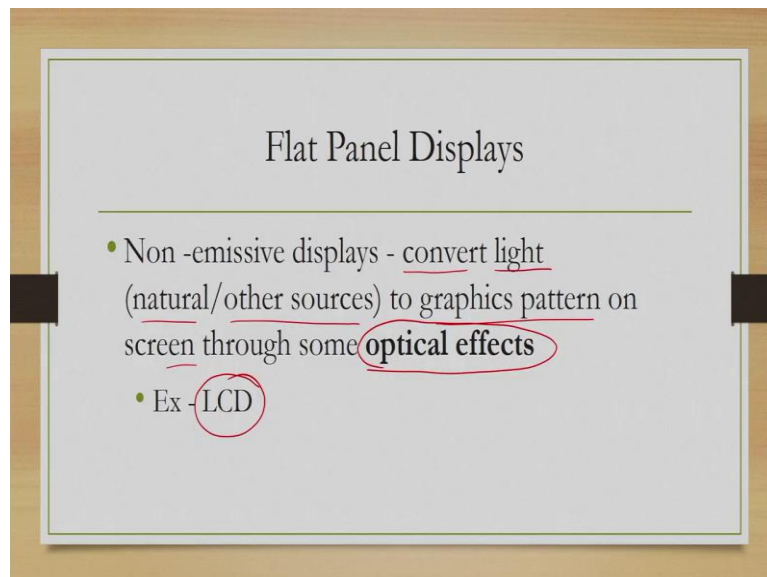 Flat Panel Displays
• Non -emissive displays - convert light
(natural/other sources) to graphics pattern on
screen through some optical effects
• Ex - LCD